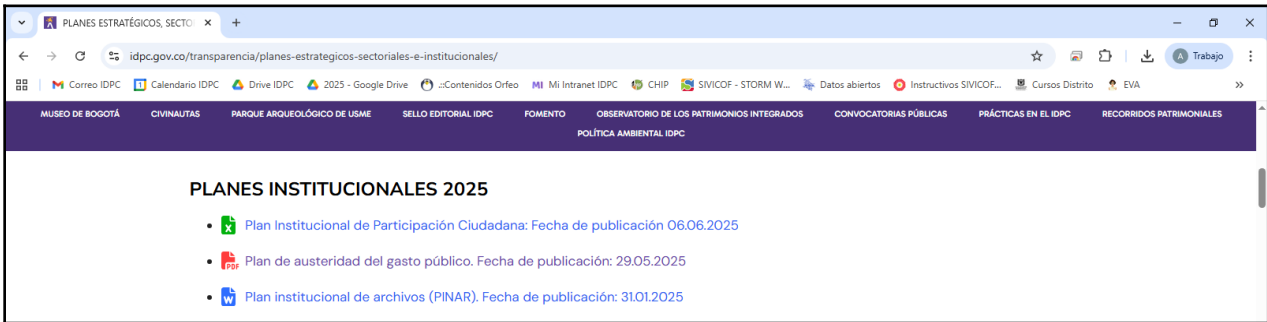 PLANES ESTRATÉGICOS, SECTO
idpc.gov.co/transparencia/planes-estrategicos-sectoriales-e-institucionales/
A Trabajo
Correo IDPC 1 Calendario IDPC Drive IDPC 2025 - Google Drive .::Contenidos Orfeo MI Mi Intranet IDPC CHIP SIVICOF - STORM W... Datos abiertos Instructivos SIVICOF... Cursos Distrito EVA
MUSEO DE BOGOTÁ CIVINAUTAS PARQUE ARQUEOLÓGICO DE USME SELLO EDITORIAL IDPC FOMENTO OBSERVATORIO DE LOS PATRIMONIOS INTEGRADOS CONVOCATORIAS PÚBLICAS PRÁCTICAS EN EL IDPC RECORRIDOS PATRIMONIALES
POLÍTICA AMBIENTAL IDPC
PLANES INSTITUCIONALES 2025
X Plan Institucional de Participación Ciudadana: Fecha de publicación 06.06.2025
PDF Plan de austeridad del gasto público. Fecha de publicación: 29.05.2025
W Plan institucional de archivos (PINAR). Fecha de publicación: 31.01.2025